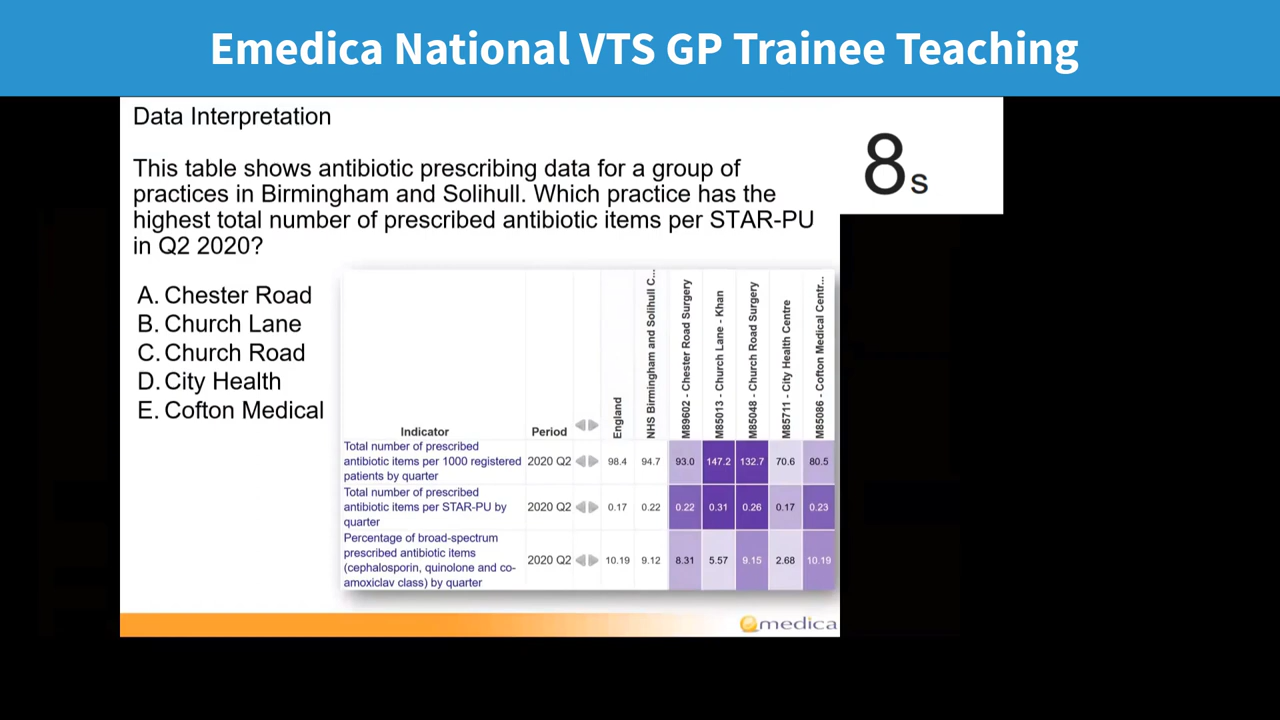 Emedica National VTS GP Trainee Teaching
Data Interpretation
8s
This table shows antibiotic prescribing data for a group of
practices in Birmingham and Solihull. Which practice has the
highest total number of prescribed antibiotic items per STAR-PU
in Q2 2020?
A. Chester Road
B. Church Lane
C. Church Road
D. City Health
E. Cofton Medical
Indicator
Period
England
NHS Birmingham and Solihull C...
M89602 - Chester Road Surgery
M85013 - Church Lane - Khan
M85048 - Church Road Surgery
M85711 - City Health Centre
M85086 - Cofton Medical Centr...
Total number of prescribed
antibiotic items per 1000 registered
patients by quarter
2020 Q2 98.4 94.7 93.0 147.2 132.7 70.6 80.5
Total number of prescribed
antibiotic items per STAR-PU by
quarter
2020 Q2 0.17 0.22 0.22 0.31 0.26 0.17 0.23
Percentage of broad-spectrum
prescribed antibiotic items
(cephalosporin, quinolone and co-
amoxiclav class) by quarter
2020 Q2 10.19 9.12 8.31 5.57 9.15 2.68 10.19
emedica